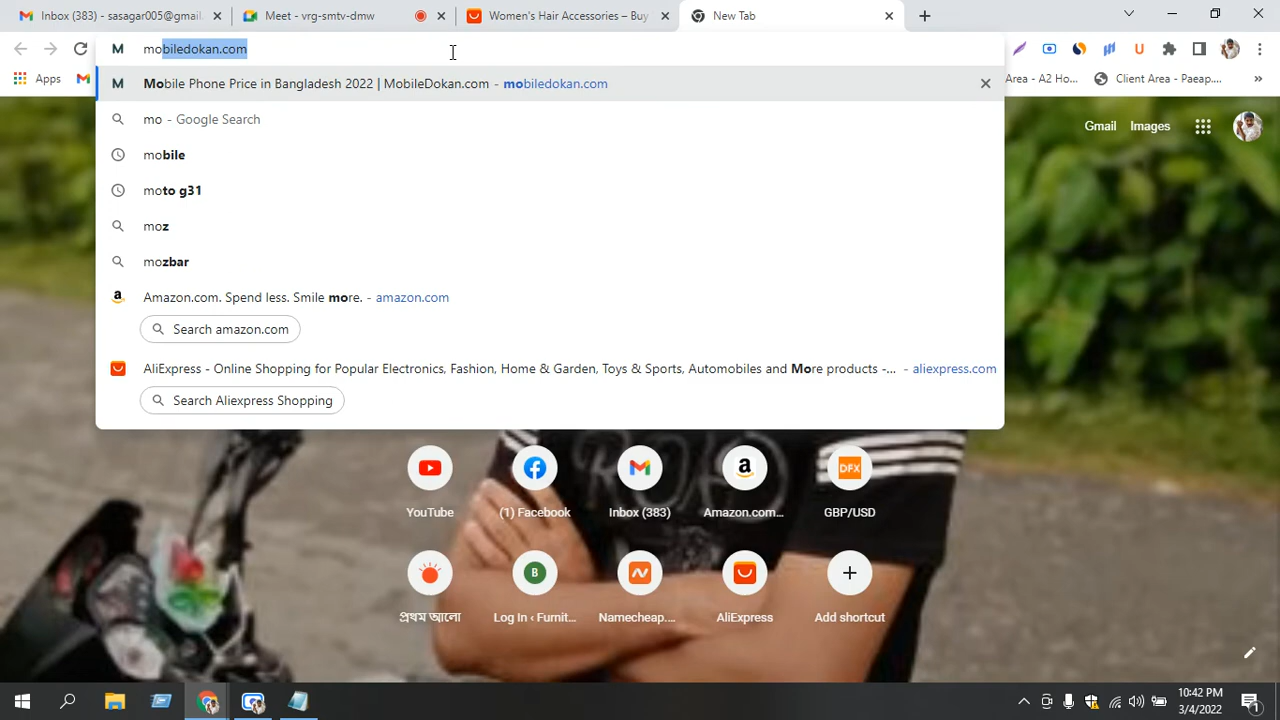 Inbox (383) - sasagar005@gmail.
Meet - vrg-smtv-dmw
Women's Hair Accessories – Buy
New Tab
mobiledokan.com
Apps
Area - A2 Ho...
Client Area - Paeap....
»
Mobile Phone Price in Bangladesh 2022 | MobileDokan.com - mobiledokan.com
mo - Google Search
mobile
moto g31
moz
mozbar
Amazon.com. Spend less. Smile more. - amazon.com
Search amazon.com
AliExpress - Online Shopping for Popular Electronics, Fashion, Home & Garden, Toys & Sports, Automobiles and More products -... - aliexpress.com
Search Aliexpress Shopping
Gmail Images
DFX
YouTube
(1) Facebook
Inbox (383)
Amazon.com...
GBP/USD
B
প্রথম আলো
Log In ‹ Furnit...
Namecheap....
AliExpress
Add shortcut
10:42 PM
3/4/2022
1